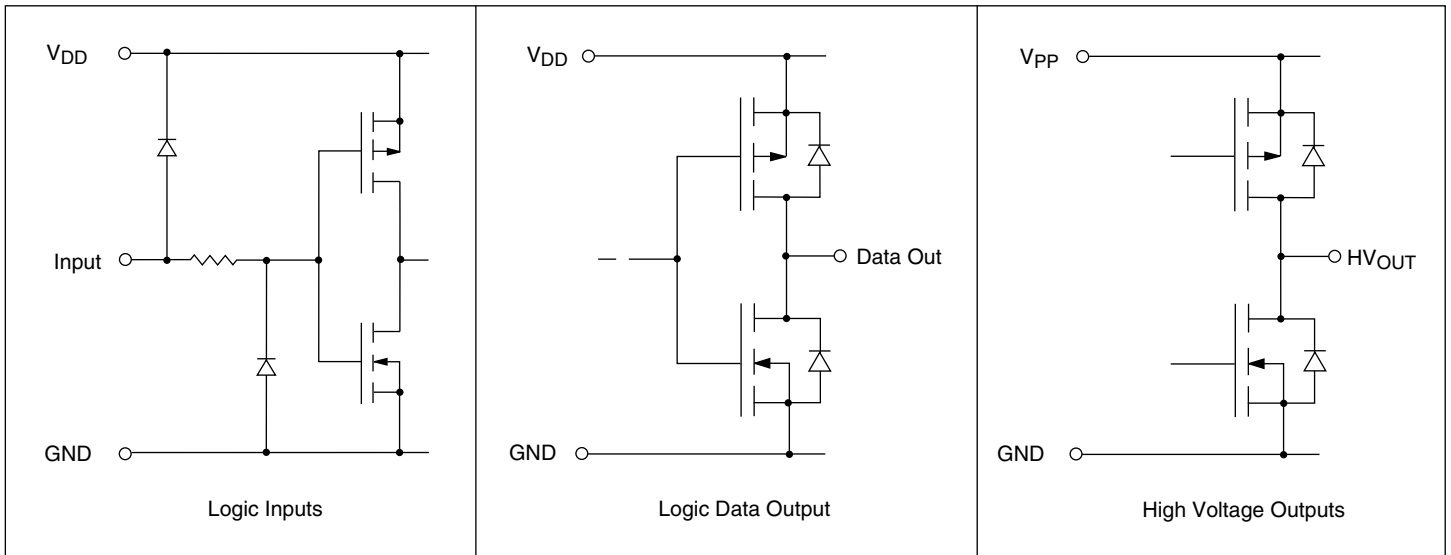 VDD
Input
GND
Logic Inputs
VDD
Data Out
GND
Logic Data Output
VPP
HVOUT
GND
High Voltage Outputs